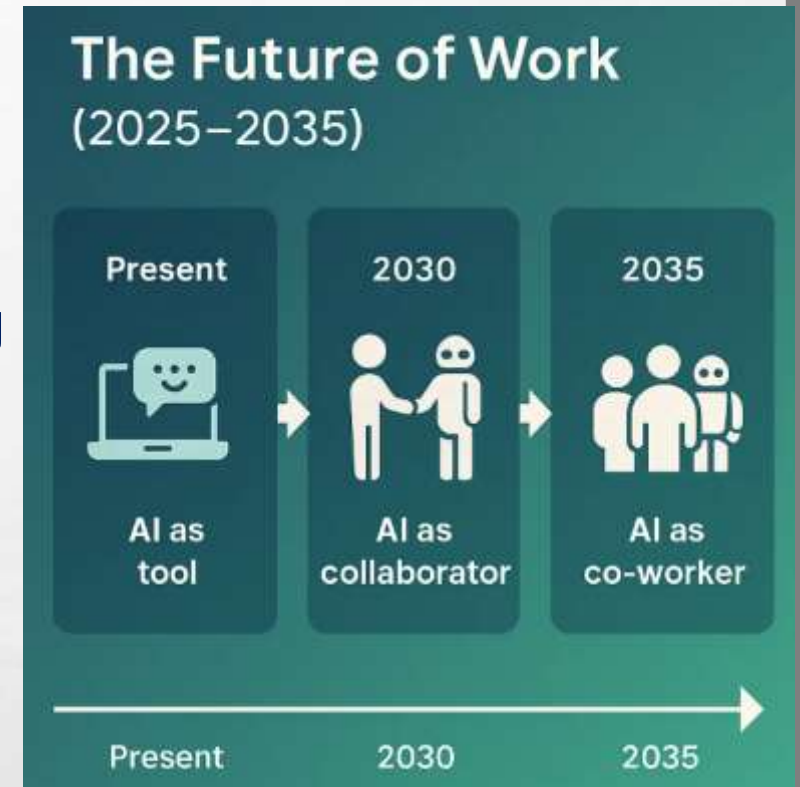 The Future of Work
(2025–2035)
Present
2030
2035
AI as
tool
AI as
collaborator
AI as
co-worker
Present
2030
2035